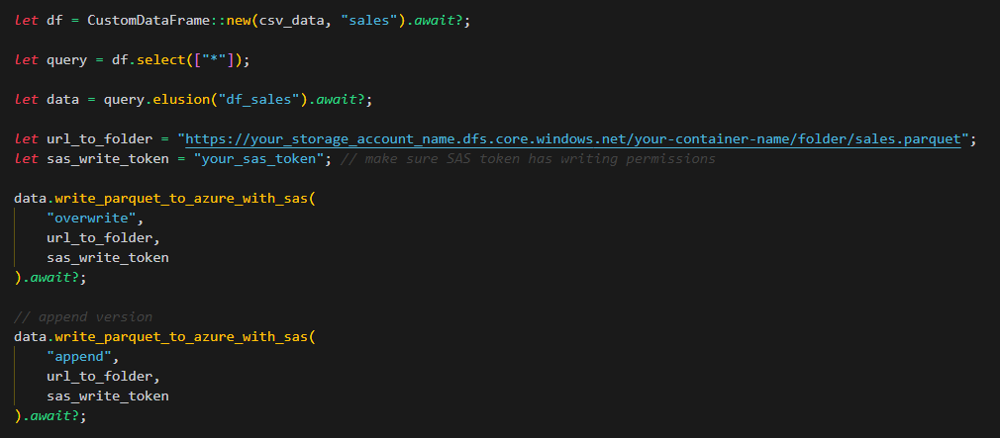 let df = CustomDataFrame::new(csv_data, "sales").await?;
let query = df.select(["*"]);
let data = query.elusion("df_sales").await?;
let url_to_folder = "https://your_storage_account_name.dfs.core.windows.net/your-container-name/folder/sales.parquet";
let sas_write_token = "your_sas_token"; // make sure SAS token has writing permissions
data.write_parquet_to_azure_with_sas(
    "overwrite",
    url_to_folder,
    sas_write_token
).await?;
// append version
data.write_parquet_to_azure_with_sas(
    "append",
    url_to_folder,
    sas_write_token
).await?;